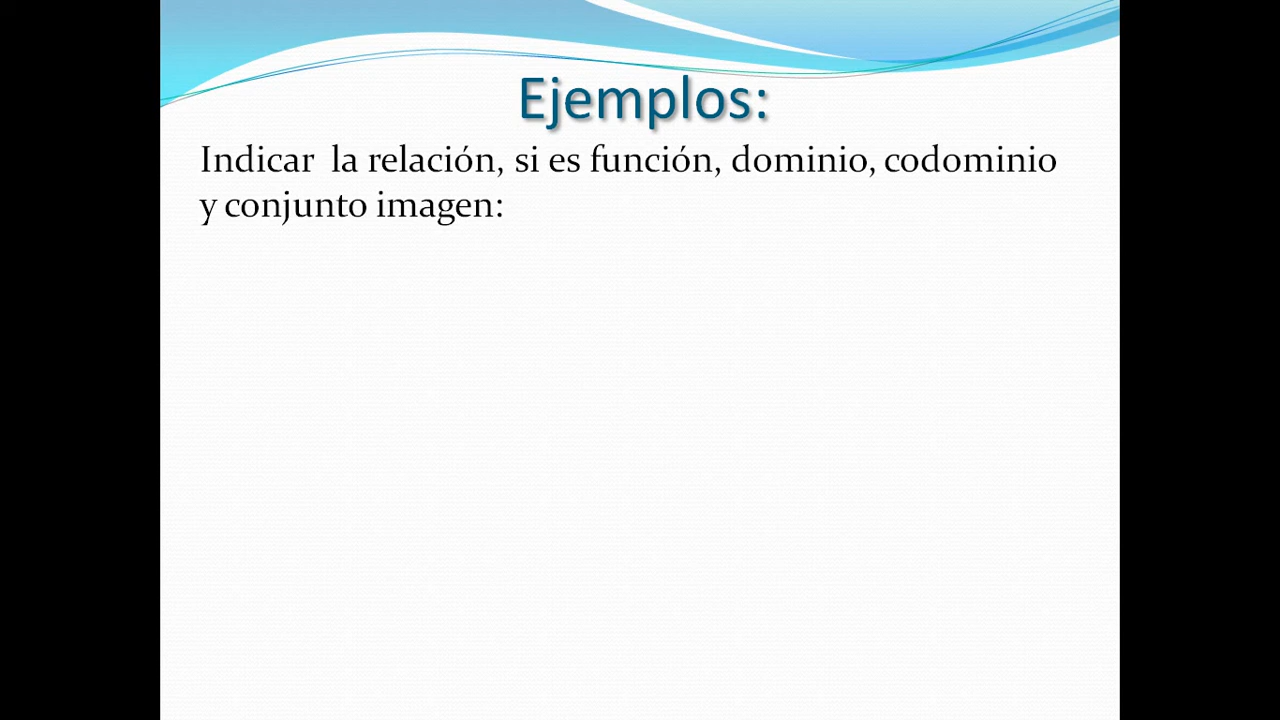 Ejemplos:
Indicar la relación, si es función, dominio, codominio
y conjunto imagen: